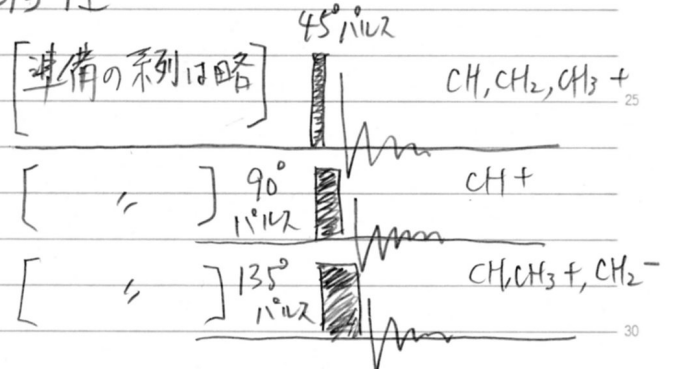 45°パルス
[準備の系列は略] CH, CH₂, CH₃ +
25
[ 〃 ] 90°パルス CH +
[ 〃 ] 135°パルス CH, CH₃ +, CH₂ −
30